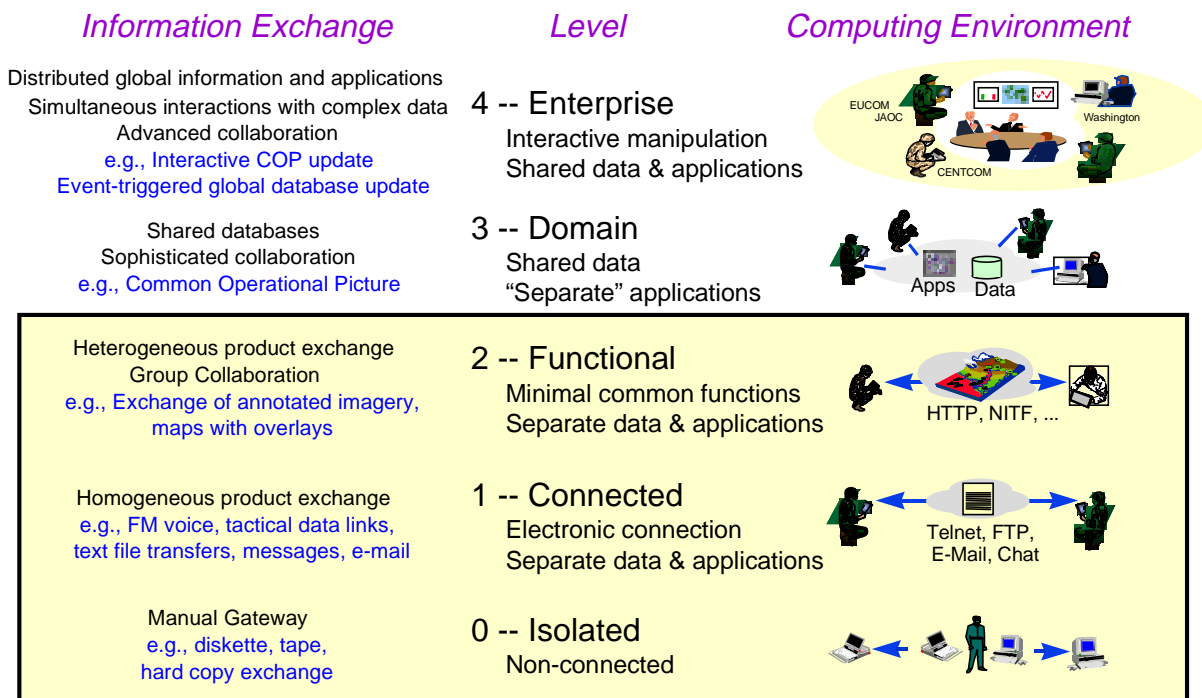 Information Exchange
Level
Computing Environment
Distributed global information and applications
Simultaneous interactions with complex data
Advanced collaboration
e.g., Interactive COP update
Event-triggered global database update
4 -- Enterprise
Interactive manipulation
Shared data & applications
EUCOM
JAOC
Washington
CENTCOM
Shared databases
Sophisticated collaboration
e.g., Common Operational Picture
3 -- Domain
Shared data
“Separate” applications
Apps
Data
Heterogeneous product exchange
Group Collaboration
e.g., Exchange of annotated imagery,
maps with overlays
2 -- Functional
Minimal common functions
Separate data & applications
HTTP, NITF, ...
Homogeneous product exchange
e.g., FM voice, tactical data links,
text file transfers, messages, e-mail
1 -- Connected
Electronic connection
Separate data & applications
Telnet, FTP,
E-Mail, Chat
Manual Gateway
e.g., diskette, tape,
hard copy exchange
0 -- Isolated
Non-connected